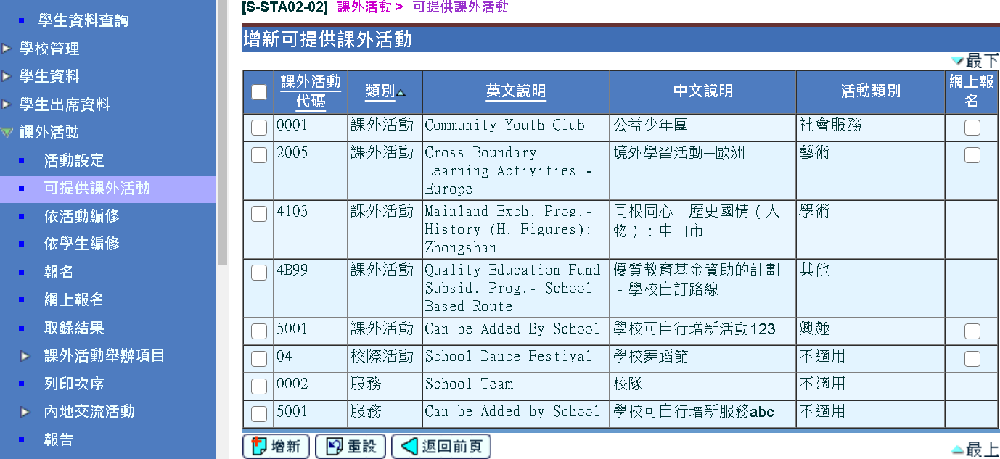 學生資料查詢
學校管理
學生資料
學生出席資料
課外活動
活動設定
可提供課外活動
依活動編修
依學生編修
報名
網上報名
取錄結果
課外活動舉辦項目
列印次序
內地交流活動
報告
[S-STA02-02] 課外活動 > 可提供課外活動
增新可提供課外活動
最下
課外活動
代碼
類別
英文說明
中文說明
活動類別
網上報
名
0001 課外活動 Community Youth Club 公益少年團 社會服務
2005 課外活動 Cross Boundary 境外學習活動—歐洲 藝術
Learning Activities -
Europe
4103 課外活動 Mainland Exch. Prog.- 同根同心 - 歷史國情 ( 人 學術
History (H. Figures): 物 ) : 中山市
Zhongshan
4B99 課外活動 Quality Education Fund 優質教育基金資助的計劃 其他
Subsid. Prog.- School - 學校自訂路線
Based Route
5001 課外活動 Can be Added By School 學校可自行增新活動123 興趣
04 校際活動 School Dance Festival 學校舞蹈節 不適用
0002 服務 School Team 校隊 不適用
5001 服務 Can be Added by School 學校可自行增新服務abc 不適用
增新 重設 返回前頁
最上